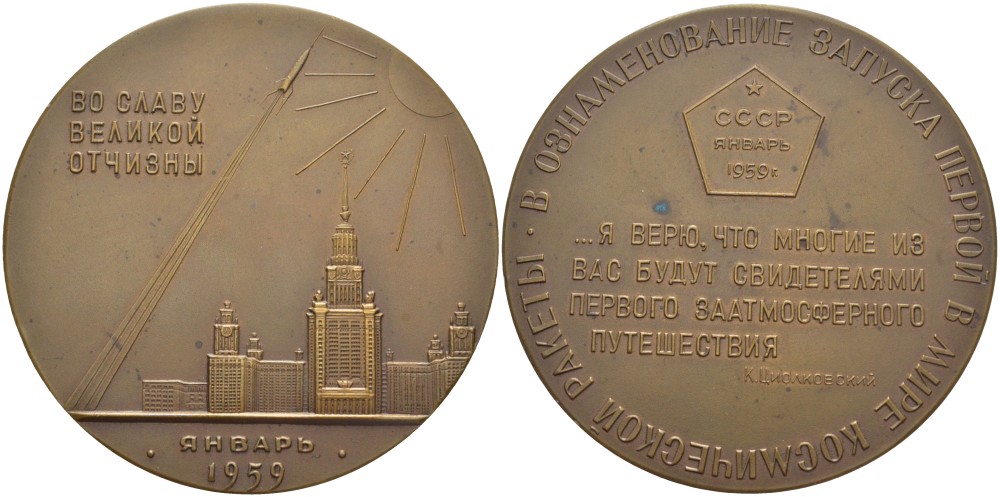 ВО СЛАВУ
ВЕЛИКОЙ
ОТЧИЗНЫ
· ЯНВАРЬ ·
1959
В ОЗНАМЕНОВАНИЕ ЗАПУСКА ПЕРВОЙ В МИРЕ КОСМИЧЕСКОЙ РАКЕТЫ ·
СССР
ЯНВАРЬ
1959 г.
...Я ВЕРЮ, ЧТО МНОГИЕ ИЗ
ВАС БУДУТ СВИДЕТЕЛЯМИ
ПЕРВОГО ЗААТМОСФЕРНОГО
ПУТЕШЕСТВИЯ
К.Циолковский